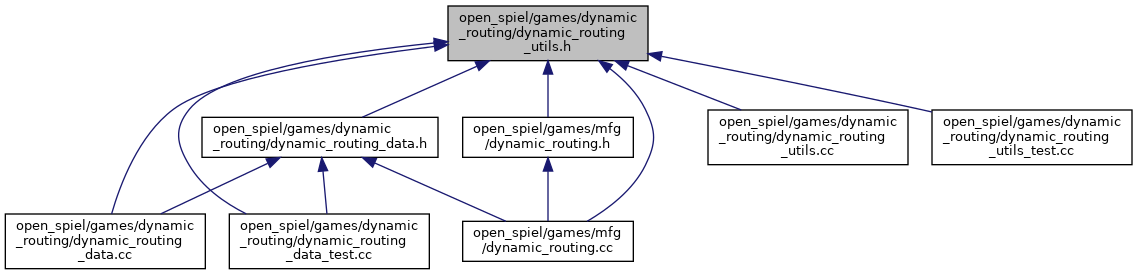 open_spiel/games/dynamic
_routing/dynamic_routing
_utils.h
open_spiel/games/dynamic
_routing/dynamic_routing_data.h
open_spiel/games/mfg
/dynamic_routing.h
open_spiel/games/dynamic
_routing/dynamic_routing
_utils.cc
open_spiel/games/dynamic
_routing/dynamic_routing
_utils_test.cc
open_spiel/games/dynamic
_routing/dynamic_routing
_data.cc
open_spiel/games/dynamic
_routing/dynamic_routing
_data_test.cc
open_spiel/games/mfg
/dynamic_routing.cc